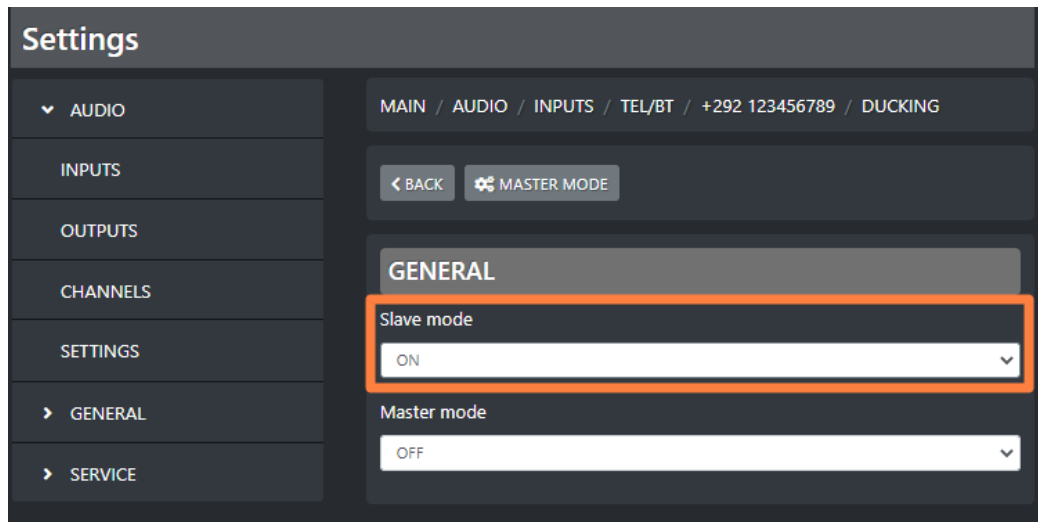 Settings
AUDIO
INPUTS
OUTPUTS
CHANNELS
SETTINGS
GENERAL
SERVICE
MAIN / AUDIO / INPUTS / TEL/BT / +292 123456789 / DUCKING
BACK MASTER MODE
GENERAL
Slave mode
ON
Master mode
OFF